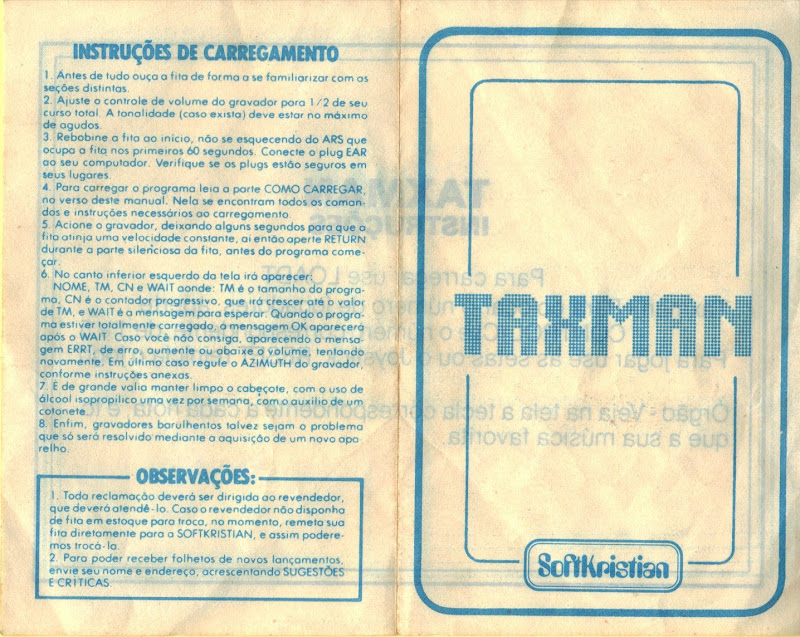 INSTRUÇÕES DE CARREGAMENTO
1. Antes de tudo ouça a fita de forma a se familiarizar com as
seções distintas.
2. Ajuste o controle de volume do gravador para 1/2 de seu
curso total. A tonalidade (caso exista) deve estar no máximo
de agudos.
3. Rebobine a fita ao início, não se esquecendo do ARS que
ocupa a fita nos primeiros 60 segundos. Conecte o plug EAR
ao seu computador. Verifique se os plugs estão seguros em
seus lugares.
4. Para carregar o programa leia a parte COMO CARREGAR,
no verso deste manual. Nela se encontram todos os coman-
dos e instruções necessários ao carregamento.
5. Acione o gravador, deixando alguns segundos para que a
fita atinja uma velocidade constante, aí então aperte RETURN
durante a parte silenciosa da fita, antes do programa come-
çar.
6. No canto inferior esquerdo da tela irá aparecer:
NOME, TM, CN e WAIT aonde: TM é o tamanho do progra-
ma, CN é o contador progressivo, que irá crescer até o valor
de TM, e WAIT é a mensagem para esperar. Quando o progra-
ma estiver totalmente carregado, a mensagem OK aparecerá
após o WAIT. Caso você não consiga, aparecendo a mensa-
gem ERRT, de erro, aumente ou abaixe o volume, tentando
novamente. Em último caso regule o AZIMUTH do gravador,
conforme instruções anexas.
7. É de grande valia manter limpo o cabeçote, com o uso de
álcool isopropílico uma vez por semana, com o auxílio de um
cotonete.
8. Enfim, gravadores barulhentos talvez sejam o problema
que só será resolvido mediante a aquisição de um novo apa-
relho.
OBSERVAÇÕES:
1. Toda reclamação deverá ser dirigida ao revendedor,
que deverá atendê-lo. Caso o revendedor não disponha
de fita em estoque para troca, no momento, remeta sua
fita diretamente para a SOFTKRISTIAN, e assim podere-
mos trocá-la.
2. Para poder receber folhetos de novos lançamentos,
envie seu nome e endereço, acrescentando SUGESTÕES
E CRÍTICAS.
TAXMAN
SoftKristian